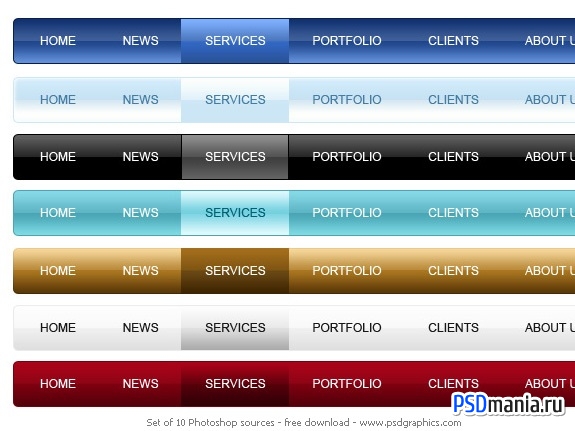 HOME NEWS SERVICES PORTFOLIO CLIENTS ABOUT U
HOME NEWS SERVICES PORTFOLIO CLIENTS ABOUT U
HOME NEWS SERVICES PORTFOLIO CLIENTS ABOUT U
HOME NEWS SERVICES PORTFOLIO CLIENTS ABOUT U
HOME NEWS SERVICES PORTFOLIO CLIENTS ABOUT U
HOME NEWS SERVICES PORTFOLIO CLIENTS ABOUT U
HOME NEWS SERVICES PORTFOLIO CLIENTS ABOUT U
PSDmania.ru
Set of 10 Photoshop sources - free download - www.psdgraphics.com